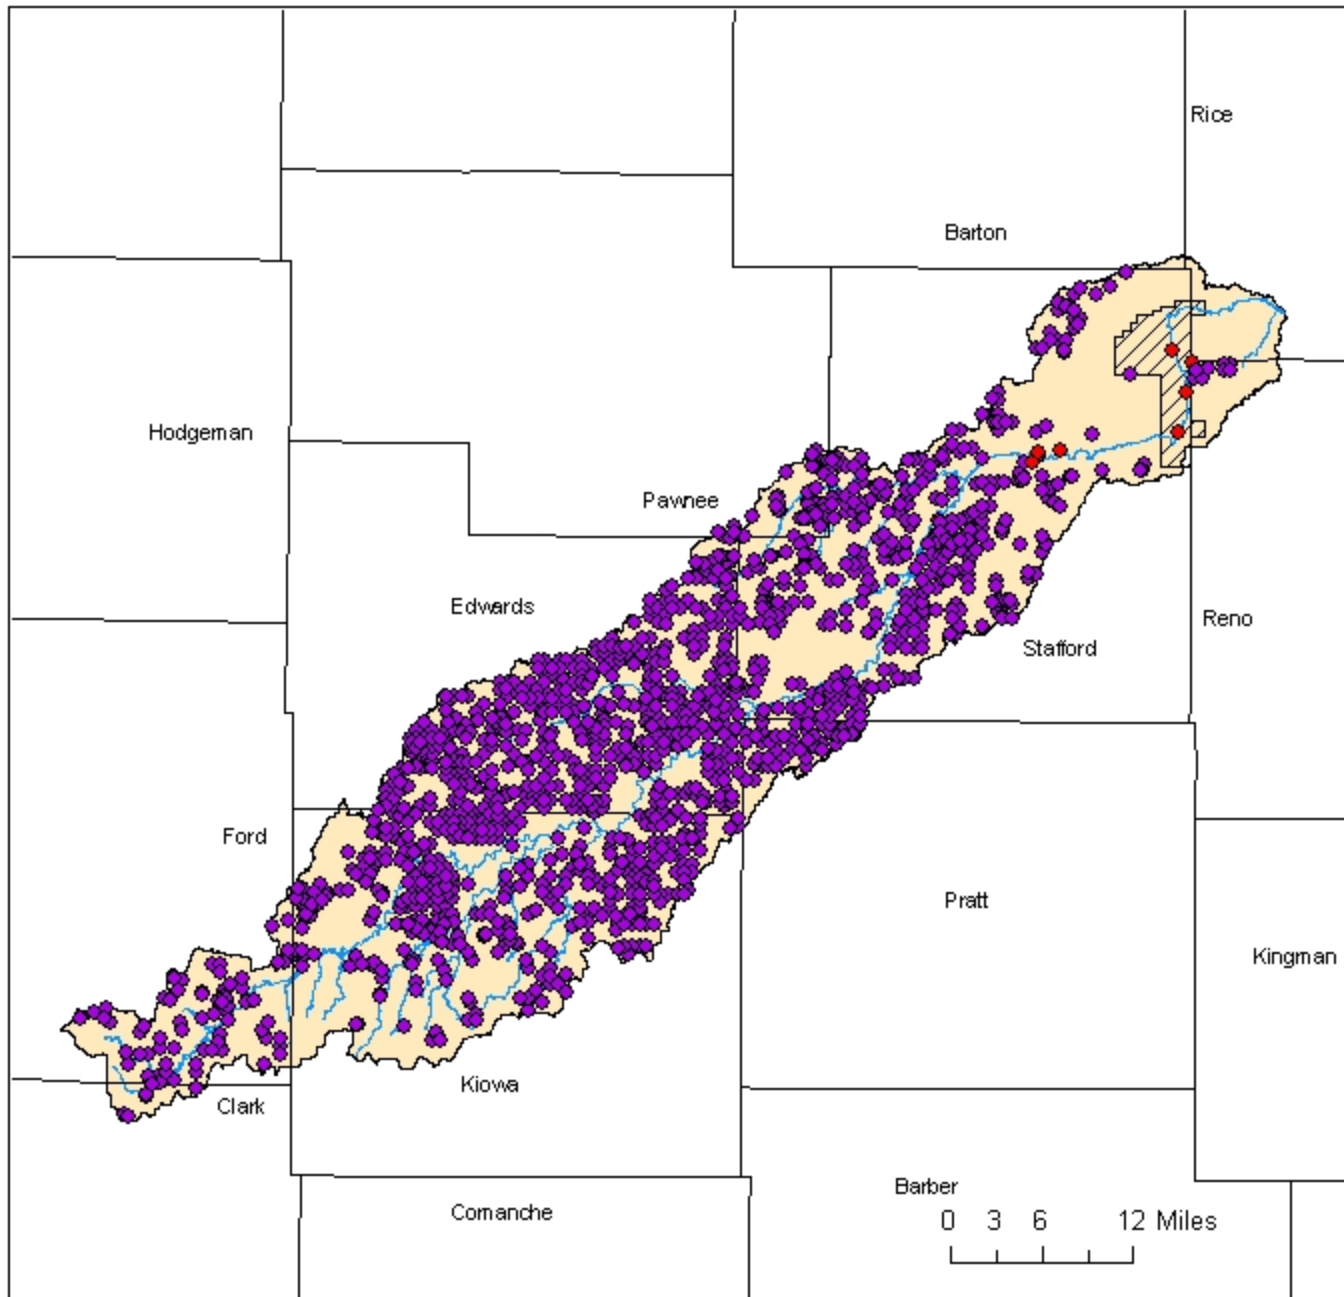 Rice
Barton
Hodgeman
Pawnee
Edwards
Reno
Stafford
Ford
Pratt
Kingman
Kiowa
Clark
Barber
Comanche
0 3 6 12 Miles